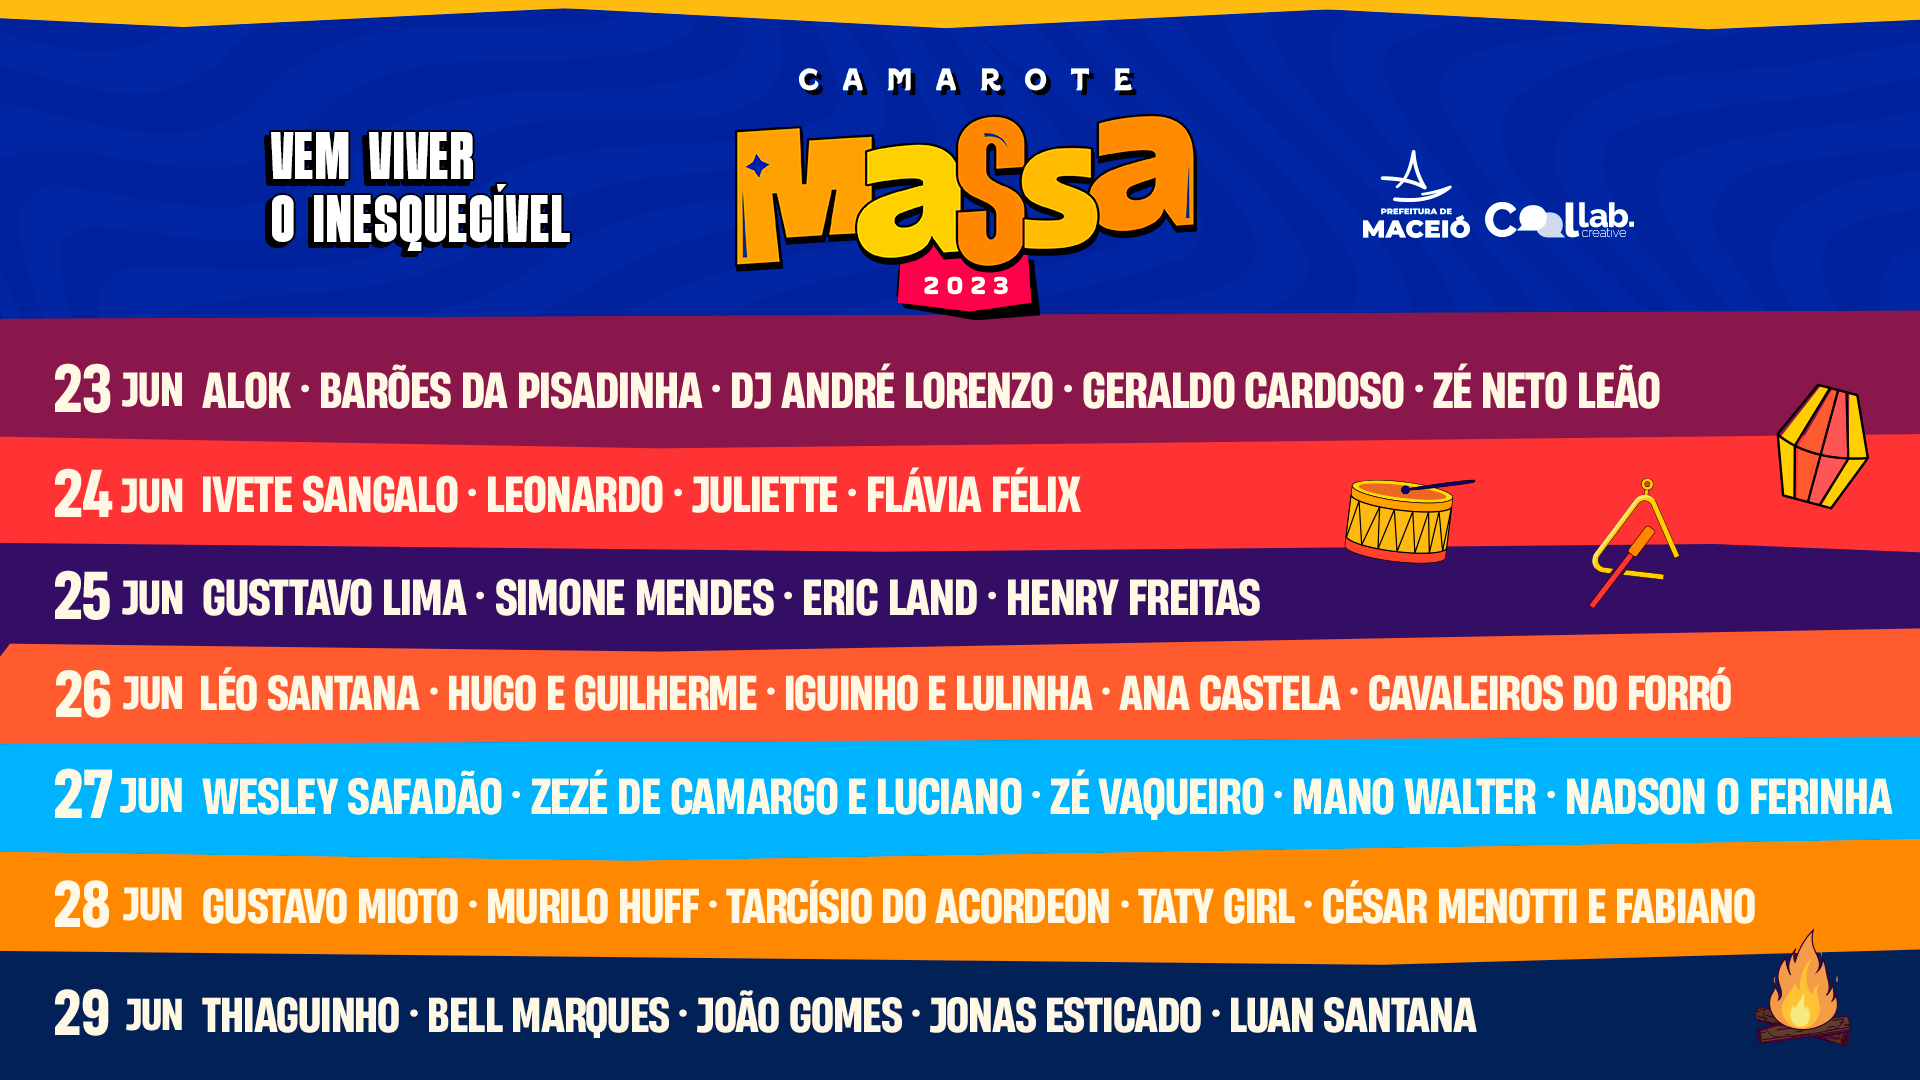 CAMAROTE
Massa
2023
VEM VIVER
O INESQUECÍVEL
PREFEITURA DE
MACEIÓ
Collab.
creative
23 JUN ALOK · BARÕES DA PISADINHA · DJ ANDRÉ LORENZO · GERALDO CARDOSO · ZÉ NETO LEÃO
24 JUN IVETE SANGALO · LEONARDO · JULIETTE · FLÁVIA FÉLIX
25 JUN GUSTTAVO LIMA · SIMONE MENDES · ERIC LAND · HENRY FREITAS
26 JUN LÉO SANTANA · HUGO E GUILHERME · IGUINHO E LULINHA · ANA CASTELA · CAVALEIROS DO FORRÓ
27 JUN WESLEY SAFADÃO · ZEZÉ DE CAMARGO E LUCIANO · ZÉ VAQUEIRO · MANO WALTER · NADSON O FERINHA
28 JUN GUSTAVO MIOTO · MURILO HUFF · TARCÍSIO DO ACORDEON · TATY GIRL · CÉSAR MENOTTI E FABIANO
29 JUN THIAGUINHO · BELL MARQUES · JOÃO GOMES · JONAS ESTICADO · LUAN SANTANA